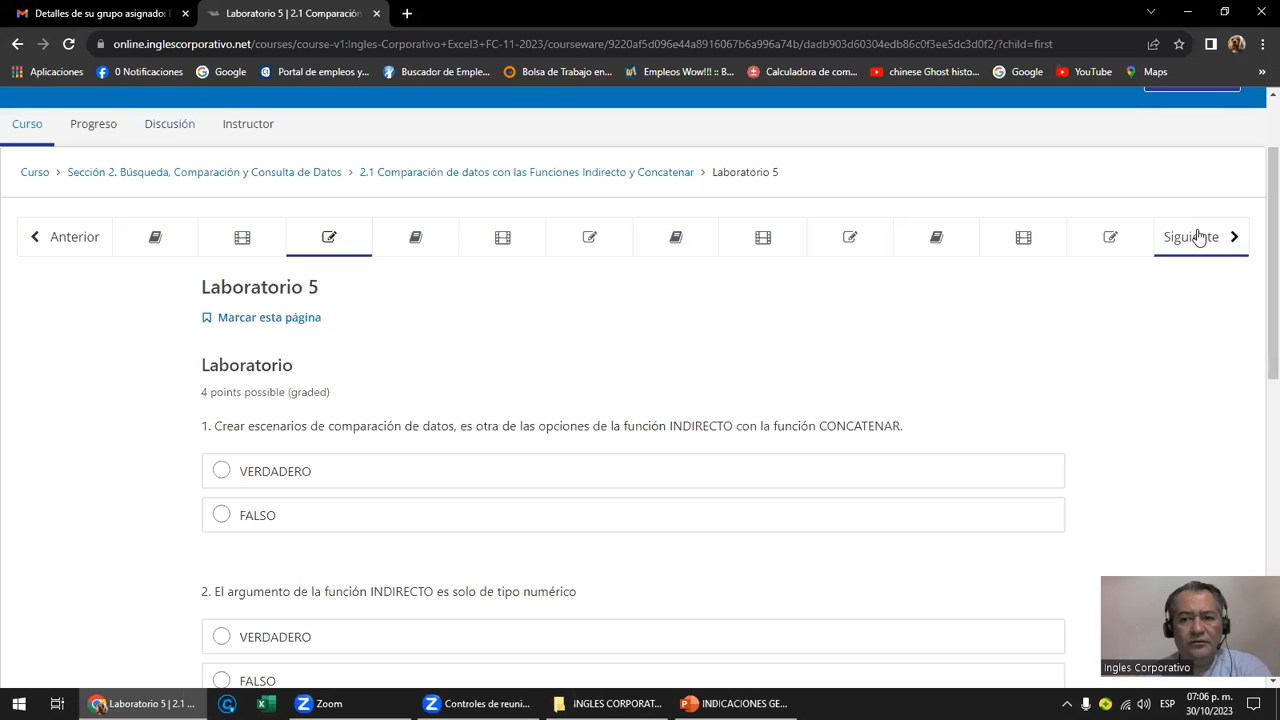 Detalles de su grupo asignado:
Laboratorio 5 | 2.1 Comparación
online.inglescorporativo.net/courses/course-v1:Ingles-Corporativo+Excel3+FC-11-2023/courseware/9220af5d096e44a8916067b6a996a74b/dadb903d60304edb86c0f3ee5dc3d0f2/?child=first
Aplicaciones
0 Notificaciones
Google
Portal de empleos y...
Buscador de Emple...
Bolsa de Trabajo en...
Empleos Wow!!! :: B...
Calculadora de com...
chinese Ghost histo...
Google
YouTube
Maps
»
Curso
Progreso
Discusión
Instructor
Curso > Sección 2. Búsqueda, Comparación y Consulta de Datos > 2.1 Comparación de datos con las Funciones Indirecto y Concatenar > Laboratorio 5
Anterior
Siguiente
Laboratorio 5
Marcar esta página
Laboratorio
4 points possible (graded)
1. Crear escenarios de comparación de datos, es otra de las opciones de la función INDIRECTO con la función CONCATENAR.
VERDADERO
FALSO
2. El argumento de la función INDIRECTO es solo de tipo numérico
VERDADERO
FALSO
Ingles Corporativo
Laboratorio 5 | 2.1 ...
Zoom
Controles de reuni...
INGLES CORPORAT...
INDICACIONES GE...
ESP
07:06 p. m.
30/10/2023